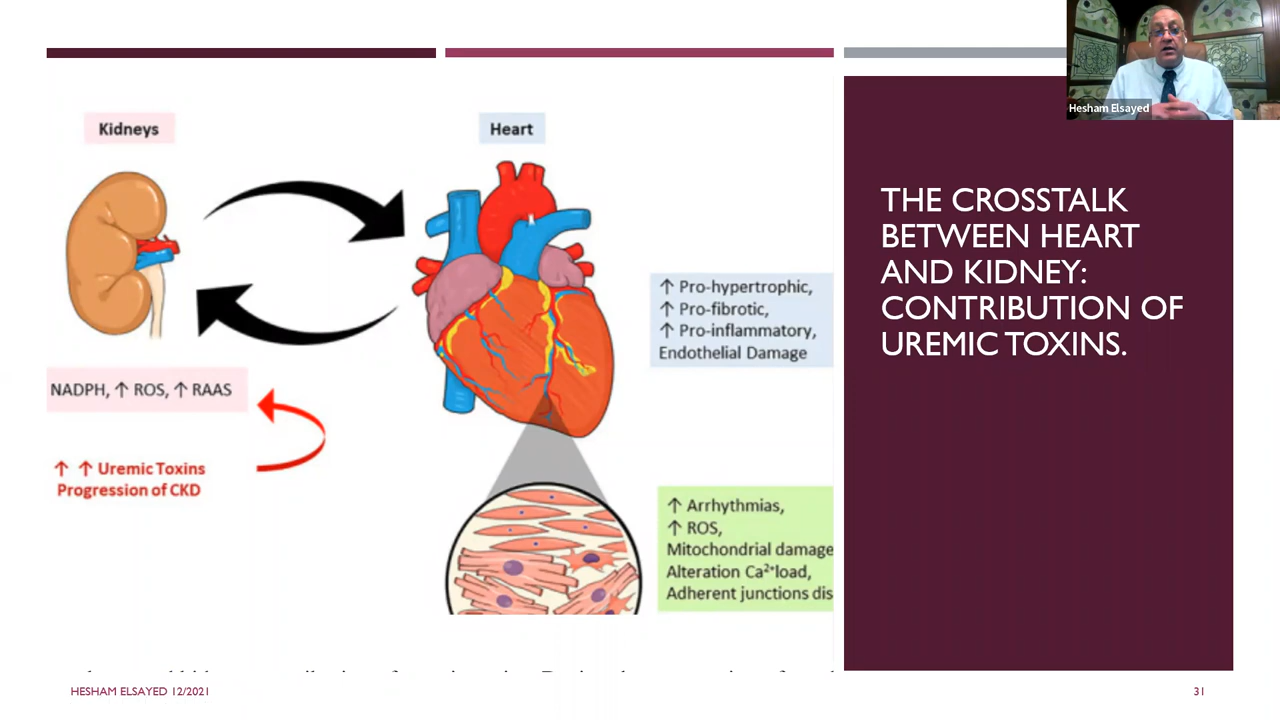 Hesham Elsayed
Kidneys
Heart
THE CROSSTALK
BETWEEN HEART
AND KIDNEY:
CONTRIBUTION OF
UREMIC TOXINS.
↑ Pro-hypertrophic,
↑ Pro-fibrotic,
↑ Pro-inflammatory,
Endothelial Damage
NADPH, ↑ ROS, ↑ RAAS
↑ ↑ Uremic Toxins
Progression of CKD
↑ Arrhythmias,
↑ ROS,
Mitochondrial damage
Alteration Ca²⁺load,
Adherent junctions dis
HESHAM ELSAYED 12/2021
31